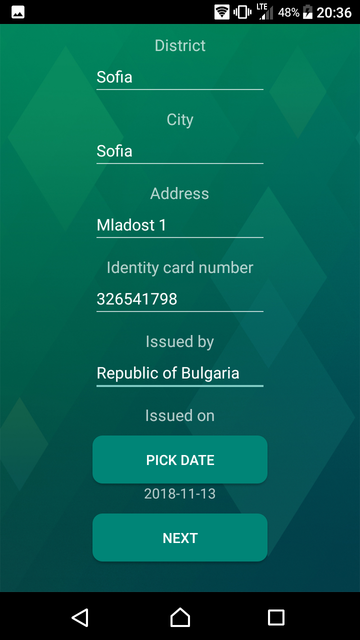 LTE 48% 20:36
District
Sofia
City
Sofia
Address
Mladost 1
Identity card number
326541798
Issued by
Republic of Bulgaria
Issued on
PICK DATE
2018-11-13
NEXT